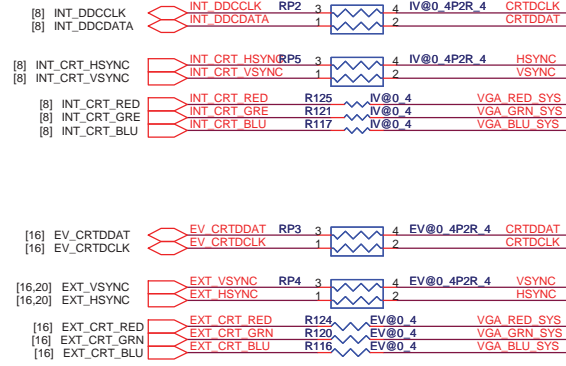 [8] INT_DDCCLK INT_DDCCLK RP2 3 4 IV@0_4P2R_4 CRTDCLK
[8] INT_DDCDATA INT_DDCDATA 1 2 CRTDDAT
[8] INT_CRT_HSYNC INT_CRT_HSYNC RP5 3 4 IV@0_4P2R_4 HSYNC
[8] INT_CRT_VSYNC INT_CRT_VSYNC 1 2 VSYNC
[8] INT_CRT_RED INT_CRT_RED R125 IV@0_4 VGA_RED_SYS
[8] INT_CRT_GRE INT_CRT_GRE R121 IV@0_4 VGA_GRN_SYS
[8] INT_CRT_BLU INT_CRT_BLU R117 IV@0_4 VGA_BLU_SYS
[16] EV_CRTDDAT EV_CRTDDAT RP3 3 4 EV@0_4P2R_4 CRTDDAT
[16] EV_CRTDCLK EV_CRTDCLK 1 2 CRTDCLK
[16,20] EXT_VSYNC EXT_VSYNC RP4 3 4 EV@0_4P2R_4 VSYNC
[16,20] EXT_HSYNC EXT_HSYNC 1 2 HSYNC
[16] EXT_CRT_RED EXT_CRT_RED R124 EV@0_4 VGA_RED_SYS
[16] EXT_CRT_GRN EXT_CRT_GRN R120 EV@0_4 VGA_GRN_SYS
[16] EXT_CRT_BLU EXT_CRT_BLU R116 EV@0_4 VGA_BLU_SYS